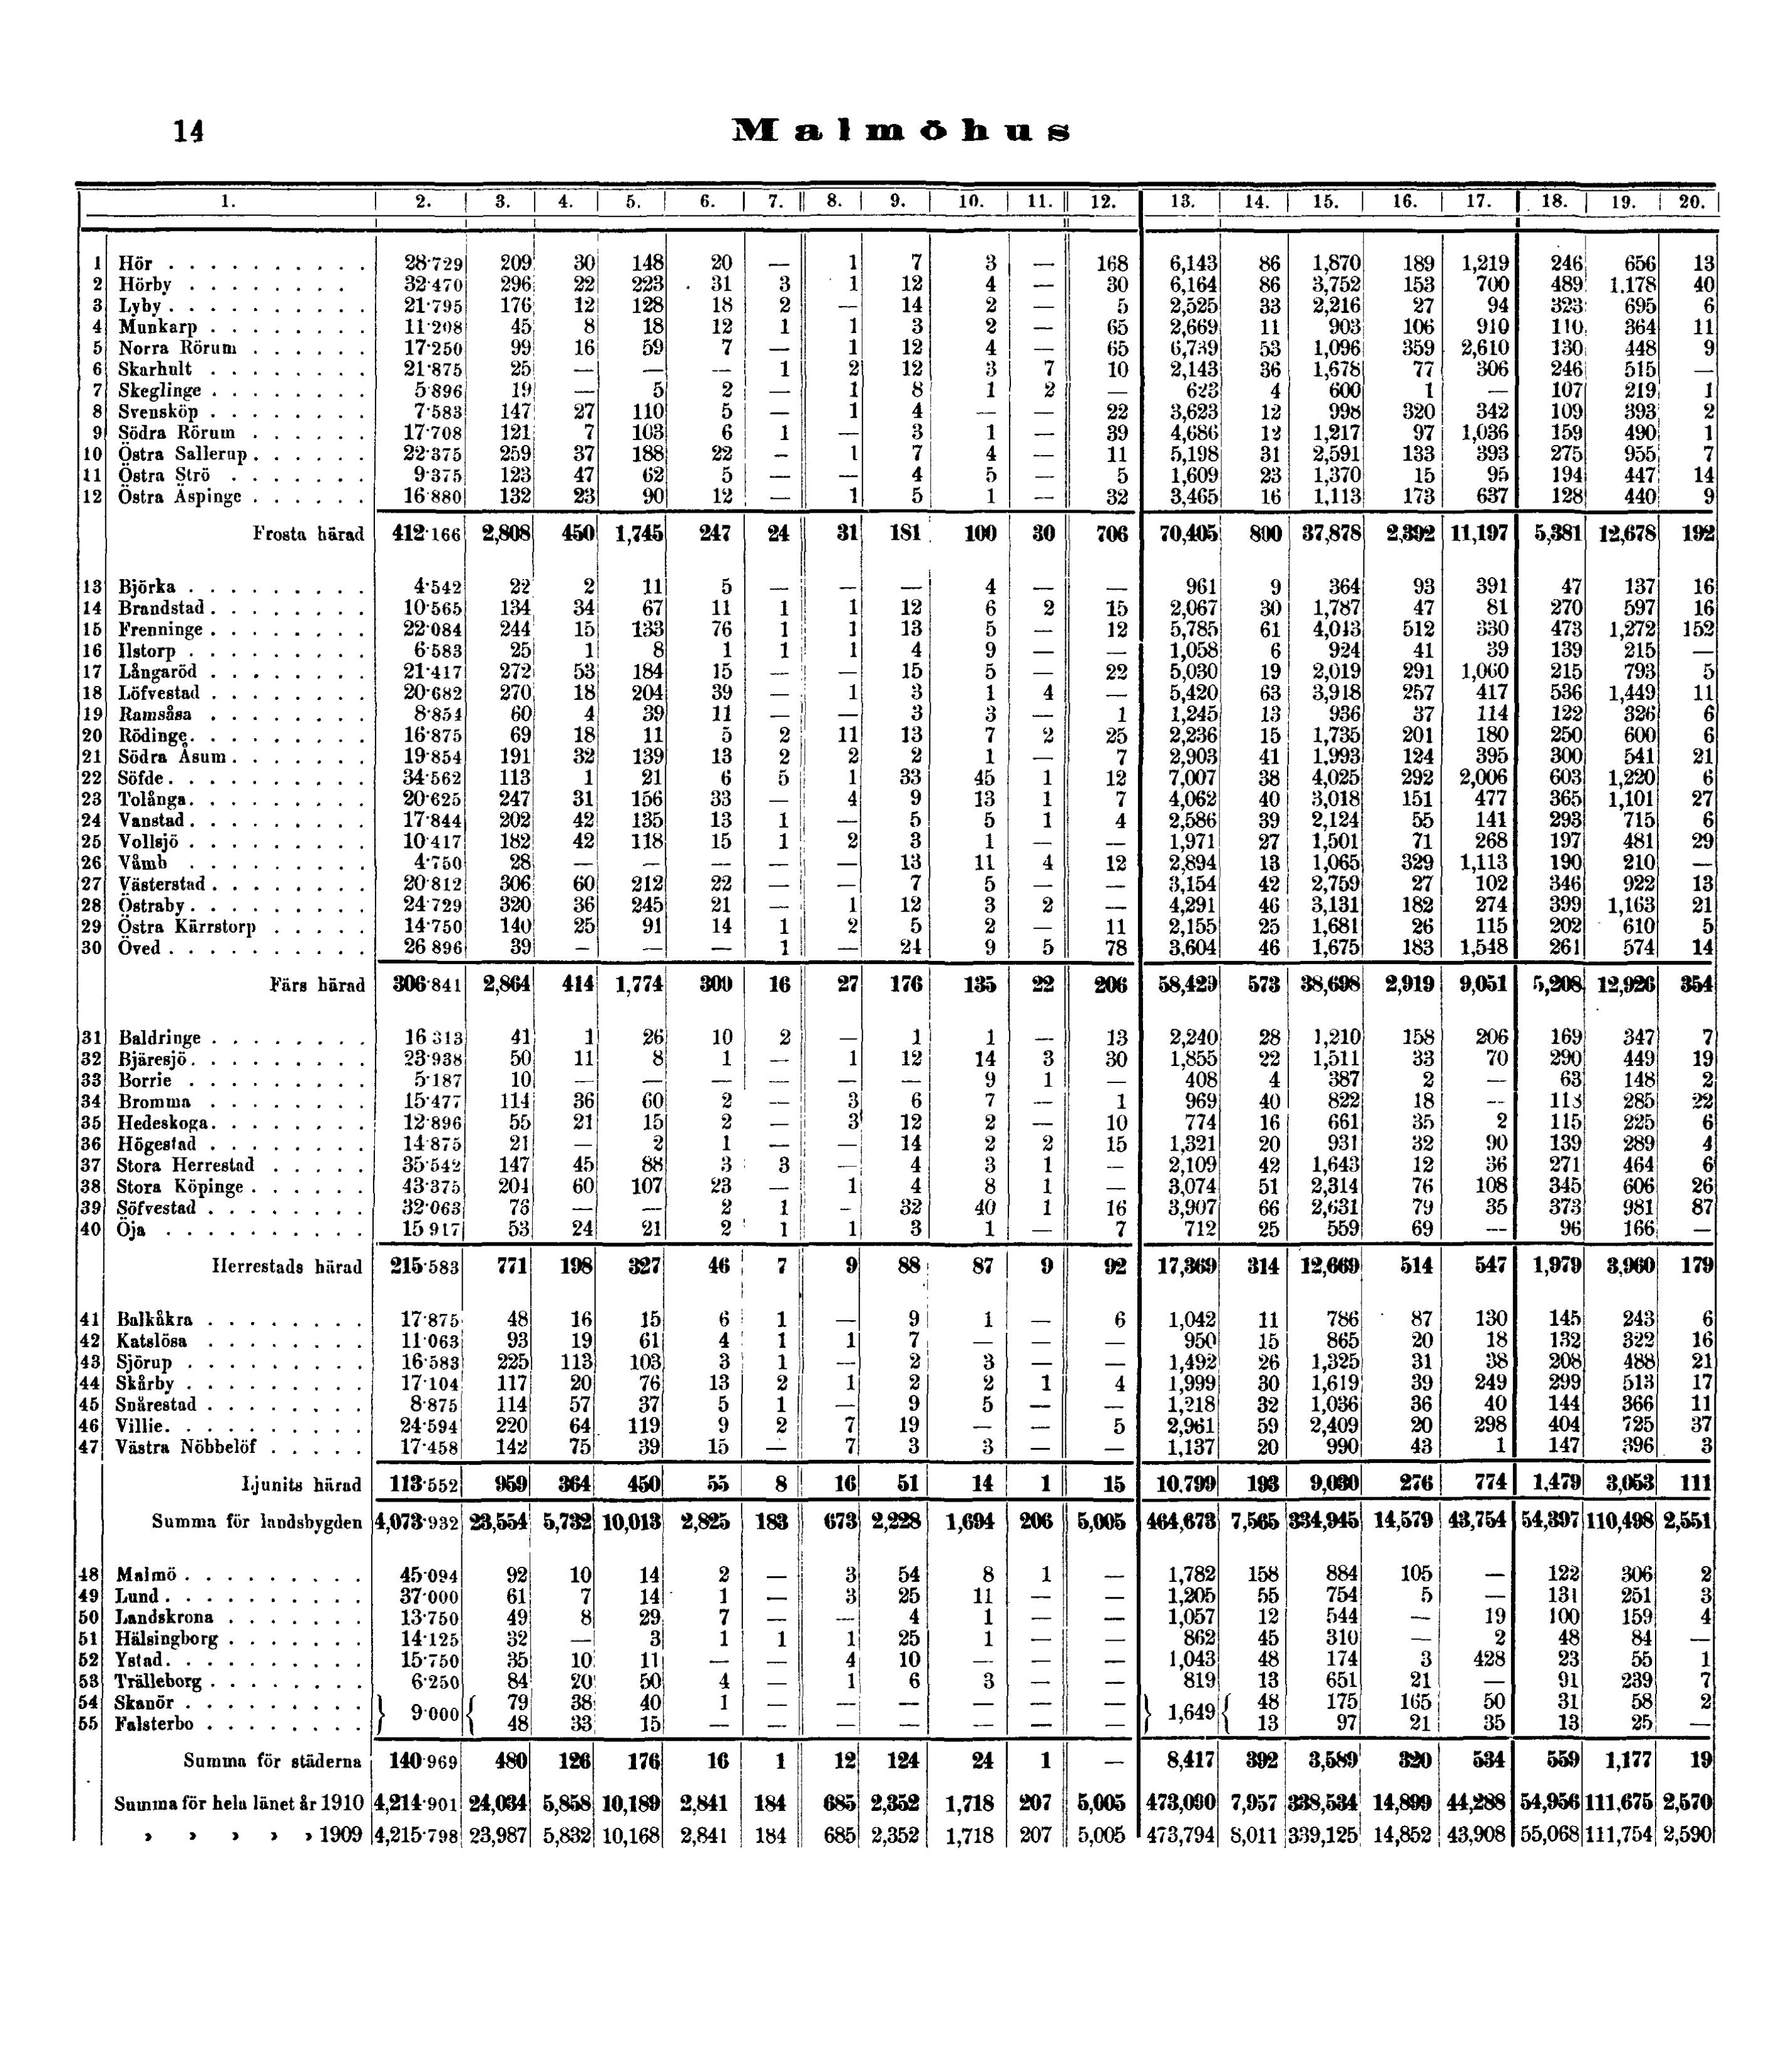 14 Malmöhus
1. 2. 3. 4. 5. 6. 7. 8. 9. 10. 11. 12. 13. 14. 15. 16. 17. 18. 19. 20.
1 Hör . . . . . . . . . . 28·729 209 30 148 20 — 1 7 3 — 168 6,143 86 1,870 189 1,219 246 656 13
2 Hörby . . . . . . . . 32·470 296 22 223 31 3 1 12 4 — 30 6,164 86 3,752 153 700 489 1,178 40
3 Lyby . . . . . . . . . . 21·795 176 12 128 18 2 — 14 2 — 5 2,525 33 2,216 27 94 323 695 6
4 Munkarp . . . . . . . . 11·208 45 8 18 12 1 1 3 2 — 65 2,669 11 903 106 910 110 364 11
5 Norra Rörum . . . . . . 17·250 99 16 59 7 — 1 12 4 — 65 6,739 53 1,096 359 2,610 130 448 9
6 Skarhult . . . . . . . . 21·875 25 — — — 1 2 12 3 7 10 2,143 36 1,678 77 306 246 515 —
7 Skeglinge . . . . . . . . 5·896 19 — 5 2 — 1 8 1 2 — 623 4 600 1 — 107 219 1
8 Svensköp . . . . . . . . 7·583 147 27 110 5 — 1 4 — — 22 3,623 12 998 320 342 109 393 2
9 Södra Rörum . . . . . . 17·708 121 7 103 6 1 — 3 1 — 39 4,686 12 1,217 97 1,036 159 490 1
10 Östra Sallerup . . . . . . 22·375 259 37 188 22 — 1 7 4 — 11 5,198 31 2,591 133 393 275 955 7
11 Östra Strö . . . . . . . 9·375 123 47 62 5 — — 4 5 — 5 1,609 23 1,370 15 95 194 447 14
12 Östra Äspinge . . . . . . 16·880 132 23 90 12 — 1 5 1 — 32 3,465 16 1,113 173 637 128 440 9
Frosta härad 412·166 2,808 450 1,745 247 24 31 181 100 30 706 70,405 800 37,878 2,392 11,197 5,381 12,678 192
13 Björka . . . . . . . . . 4·542 22 2 11 5 — — — 4 — — 961 9 364 93 391 47 137 16
14 Brandstad . . . . . . . . 10·565 134 34 67 11 1 1 12 6 2 15 2,067 30 1,787 47 81 270 597 16
15 Frenninge . . . . . . . . 22·084 244 15 133 76 1 1 13 5 — 12 5,785 61 4,013 512 330 473 1,272 152
16 Ilstorp . . . . . . . . . 6·583 25 1 8 1 1 1 4 9 — — 1,058 6 924 41 39 139 215 —
17 Långaröd . . . . . . . . 21·417 272 53 184 15 — — 15 5 — 22 5,030 19 2,019 291 1,060 215 793 5
18 Löfvestad . . . . . . . . 20·682 270 18 204 39 — 1 3 1 4 — 5,420 63 3,918 257 417 536 1,449 11
19 Ramsåsa . . . . . . . . 8·854 60 4 39 11 — — 3 3 — 1 1,245 13 936 37 114 122 326 6
20 Rödinge . . . . . . . . . 16·875 69 18 11 5 2 11 13 7 2 25 2,236 15 1,735 201 180 250 600 6
21 Södra Åsum . . . . . . . 19·854 191 32 139 13 2 2 2 1 — 7 2,903 41 1,993 124 395 300 541 21
22 Söfde . . . . . . . . . . 34·562 113 1 21 6 5 1 33 45 1 12 7,007 38 4,025 292 2,006 603 1,220 6
23 Tolånga . . . . . . . . . 20·625 247 31 156 33 — 4 9 13 1 7 4,062 40 3,018 151 477 365 1,101 27
24 Vanstad . . . . . . . . . 17·844 202 42 135 13 1 — 5 5 1 4 2,586 39 2,124 55 141 293 715 6
25 Vollsjö . . . . . . . . . 10·417 182 42 118 15 1 2 3 1 — — 1,971 27 1,501 71 268 197 481 29
26 Våmb . . . . . . . . . 4·750 28 — — — — — 13 11 4 12 2,894 13 1,065 329 1,113 190 210 —
27 Västerstad . . . . . . . . 20·812 306 60 212 22 — — 7 5 — — 3,154 42 2,759 27 102 346 922 13
28 Östraby . . . . . . . . . 24·729 320 36 245 21 — 1 12 3 2 — 4,291 46 3,131 182 274 399 1,163 21
29 Östra Kärrstorp . . . . . 14·750 140 25 91 14 1 2 5 2 — 11 2,155 25 1,681 26 115 202 610 5
30 Öved . . . . . . . . . . 26·896 39 — — — 1 — 24 9 5 78 3,604 46 1,675 183 1,548 261 574 14
Färs härad 306·841 2,864 414 1,774 300 16 27 176 135 22 206 58,429 573 38,698 2,919 9,051 5,208 12,926 354
31 Baldringe . . . . . . . . 16·313 41 1 26 10 2 — 1 1 — 13 2,240 28 1,210 158 206 169 347 7
32 Bjäresjö . . . . . . . . . 23·938 50 11 8 1 — 1 12 14 3 30 1,855 22 1,511 33 70 290 449 19
33 Borrie . . . . . . . . . 5·187 10 — — — — — — 9 1 — 408 4 387 2 — 63 148 2
34 Bromma . . . . . . . . 15·477 114 36 60 2 — 3 6 7 — 1 969 40 822 18 — 113 285 22
35 Hedeskoga . . . . . . . . 12·896 55 21 15 2 — 3 12 2 — 10 774 16 661 35 2 115 225 6
36 Högestad . . . . . . . . 14·875 21 — 2 1 — — 14 2 2 15 1,321 20 931 32 90 139 289 4
37 Stora Herrestad . . . . . 35·542 147 45 88 3 3 — 4 3 1 — 2,109 42 1,643 12 36 271 464 6
38 Stora Köpinge . . . . . . 43·375 204 60 107 23 — 1 4 8 1 — 3,074 51 2,314 76 108 345 606 26
39 Söfvestad . . . . . . . . 32·063 76 — — 2 1 — 32 40 1 16 3,907 66 2,631 79 35 373 981 87
40 Öja . . . . . . . . . . 15·917 53 24 21 2 1 1 3 1 — 7 712 25 559 69 — 96 166 —
Herrestads härad 215·583 771 198 327 46 7 9 88 87 9 92 17,369 314 12,669 514 547 1,979 3,960 179
41 Balkåkra . . . . . . . . 17·875 48 16 15 6 1 — 9 1 — 6 1,042 11 786 87 130 145 243 6
42 Katslösa . . . . . . . . 11·063 93 19 61 4 1 1 7 — — — 950 15 865 20 18 132 322 16
43 Sjörup . . . . . . . . . 16·583 225 113 103 3 1 — 2 3 — — 1,492 26 1,325 31 38 208 488 21
44 Skårby . . . . . . . . . 17·104 117 20 76 13 2 1 2 2 1 4 1,999 30 1,619 39 249 299 513 17
45 Snårestad . . . . . . . . 8·875 114 57 37 5 1 — 9 5 — — 1,218 32 1,036 36 40 144 366 11
46 Villie . . . . . . . . . . 24·594 220 64 119 9 2 7 19 — — 5 2,961 59 2,409 20 298 404 725 37
47 Västra Nöbbelöf . . . . . 17·458 142 75 39 15 — 7 3 3 — — 1,137 20 990 43 1 147 396 3
Ljunits härad 113·552 959 364 450 55 8 16 51 14 1 15 10,799 193 9,030 276 774 1,479 3,053 111
Summa för landsbygden 4,073·932 23,554 5,732 10,013 2,825 183 673 2,228 1,694 206 5,005 464,673 7,565 334,945 14,579 43,754 54,397 110,498 2,551
48 Malmö . . . . . . . . . 45·094 92 10 14 2 — 3 54 8 1 — 1,782 158 884 105 — 122 306 2
49 Lund . . . . . . . . . . 37·000 61 7 14 1 — 3 25 11 — — 1,205 55 754 5 — 131 251 3
50 Landskrona . . . . . . . 13·750 49 8 29 7 — — 4 1 — — 1,057 12 544 — 19 100 159 4
51 Hälsingborg . . . . . . . 14·125 32 — 3 1 1 1 25 1 — — 862 45 310 — 2 48 84 —
52 Ystad . . . . . . . . . . 15·750 35 10 11 — — 4 10 — — — 1,043 48 174 3 428 23 55 1
53 Trälleborg . . . . . . . . 6·250 84 20 50 4 — 1 6 3 — — 819 13 651 21 — 91 239 7
54 Skanör . . . . . . . . . } 9·000 { 79 38 40 1 — — — — — — } 1,649 { 48 175 165 50 31 58 2
55 Falsterbo . . . . . . . . 48 33 15 — — — — — — — 13 97 21 35 13 25 —
Summa för städerna 140·969 480 126 176 16 1 12 124 24 1 — 8,417 392 3,589 320 534 559 1,177 19
Summa för hela länet år 1910 4,214·901 24,034 5,858 10,189 2,841 184 685 2,352 1,718 207 5,005 473,090 7,957 338,534 14,899 44,288 54,956 111,675 2,570
» » » » » 1909 4,215·798 23,987 5,832 10,168 2,841 184 685 2,352 1,718 207 5,005 473,794 8,011 339,125 14,852 43,908 55,068 111,754 2,590